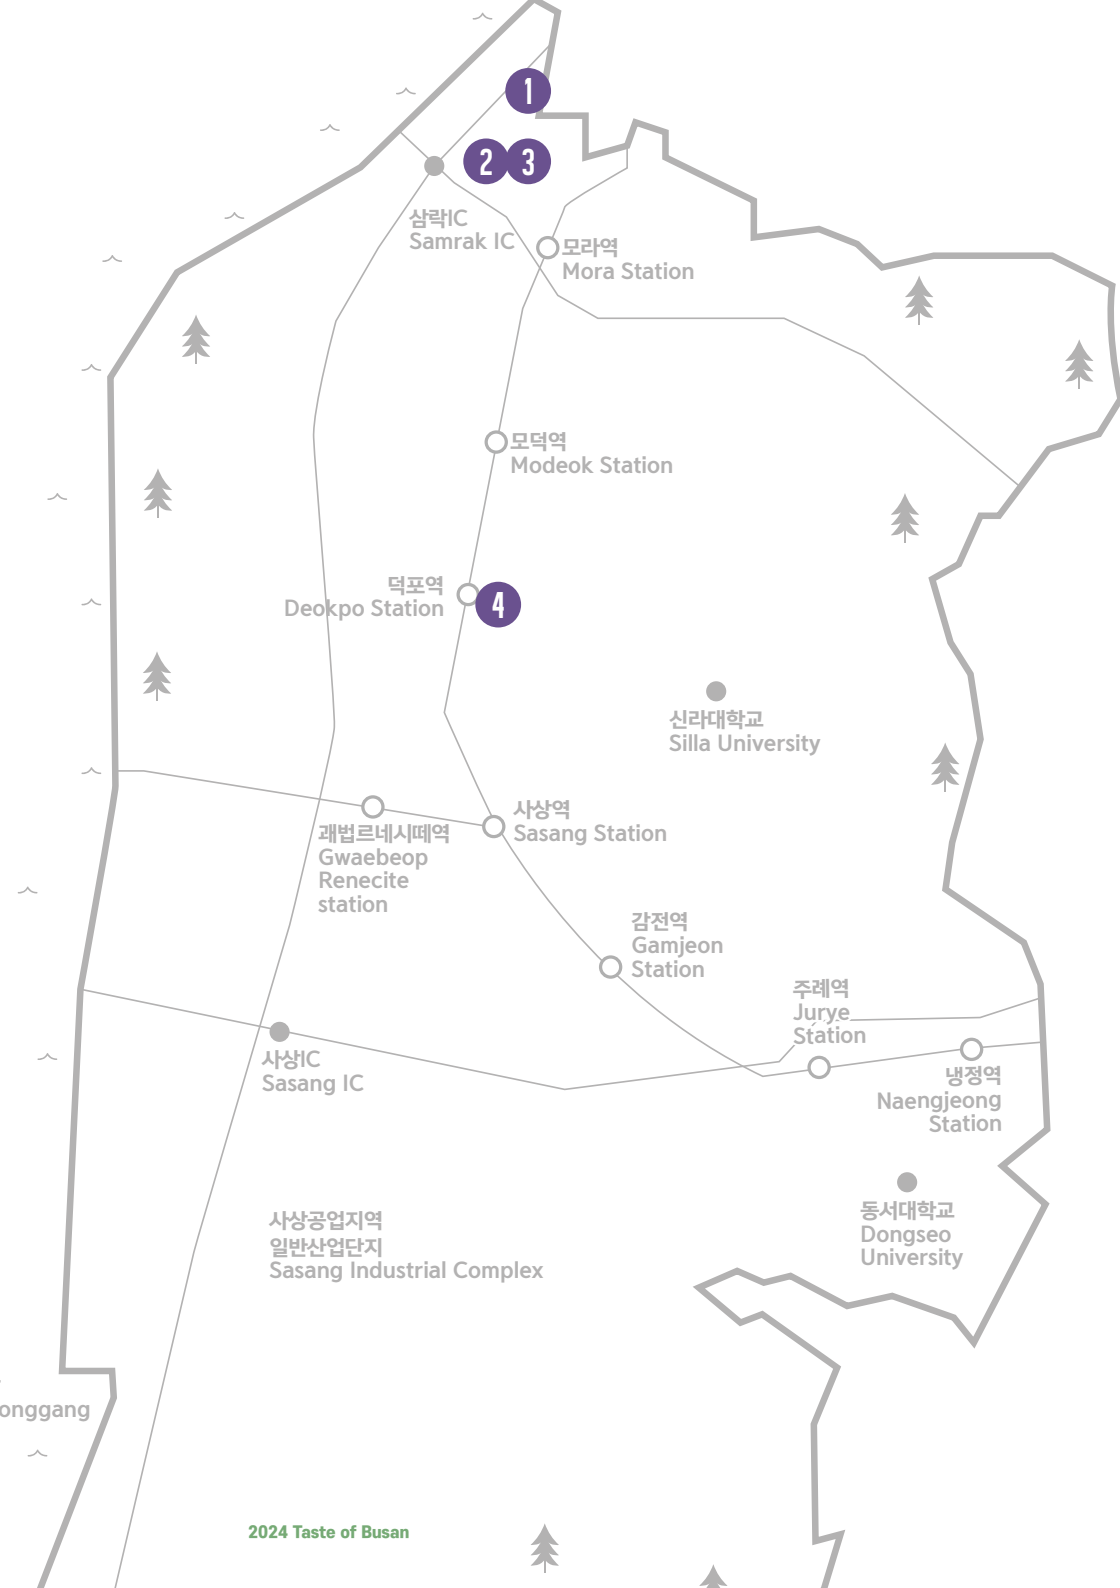 1
2 3
삼락IC
Samrak IC
모라역
Mora Station
모덕역
Modeok Station
덕포역
Deokpo Station
4
신라대학교
Silla University
사상역
Sasang Station
괘법르네시떼역
Gwaebeop
Renecite
station
감전역
Gamjeon
Station
주례역
Jurye
Station
사상IC
Sasang IC
냉정역
Naengjeong
Station
동서대학교
Dongseo
University
사상공업지역
일반산업단지
Sasang Industrial Complex
onggang
2024 Taste of Busan